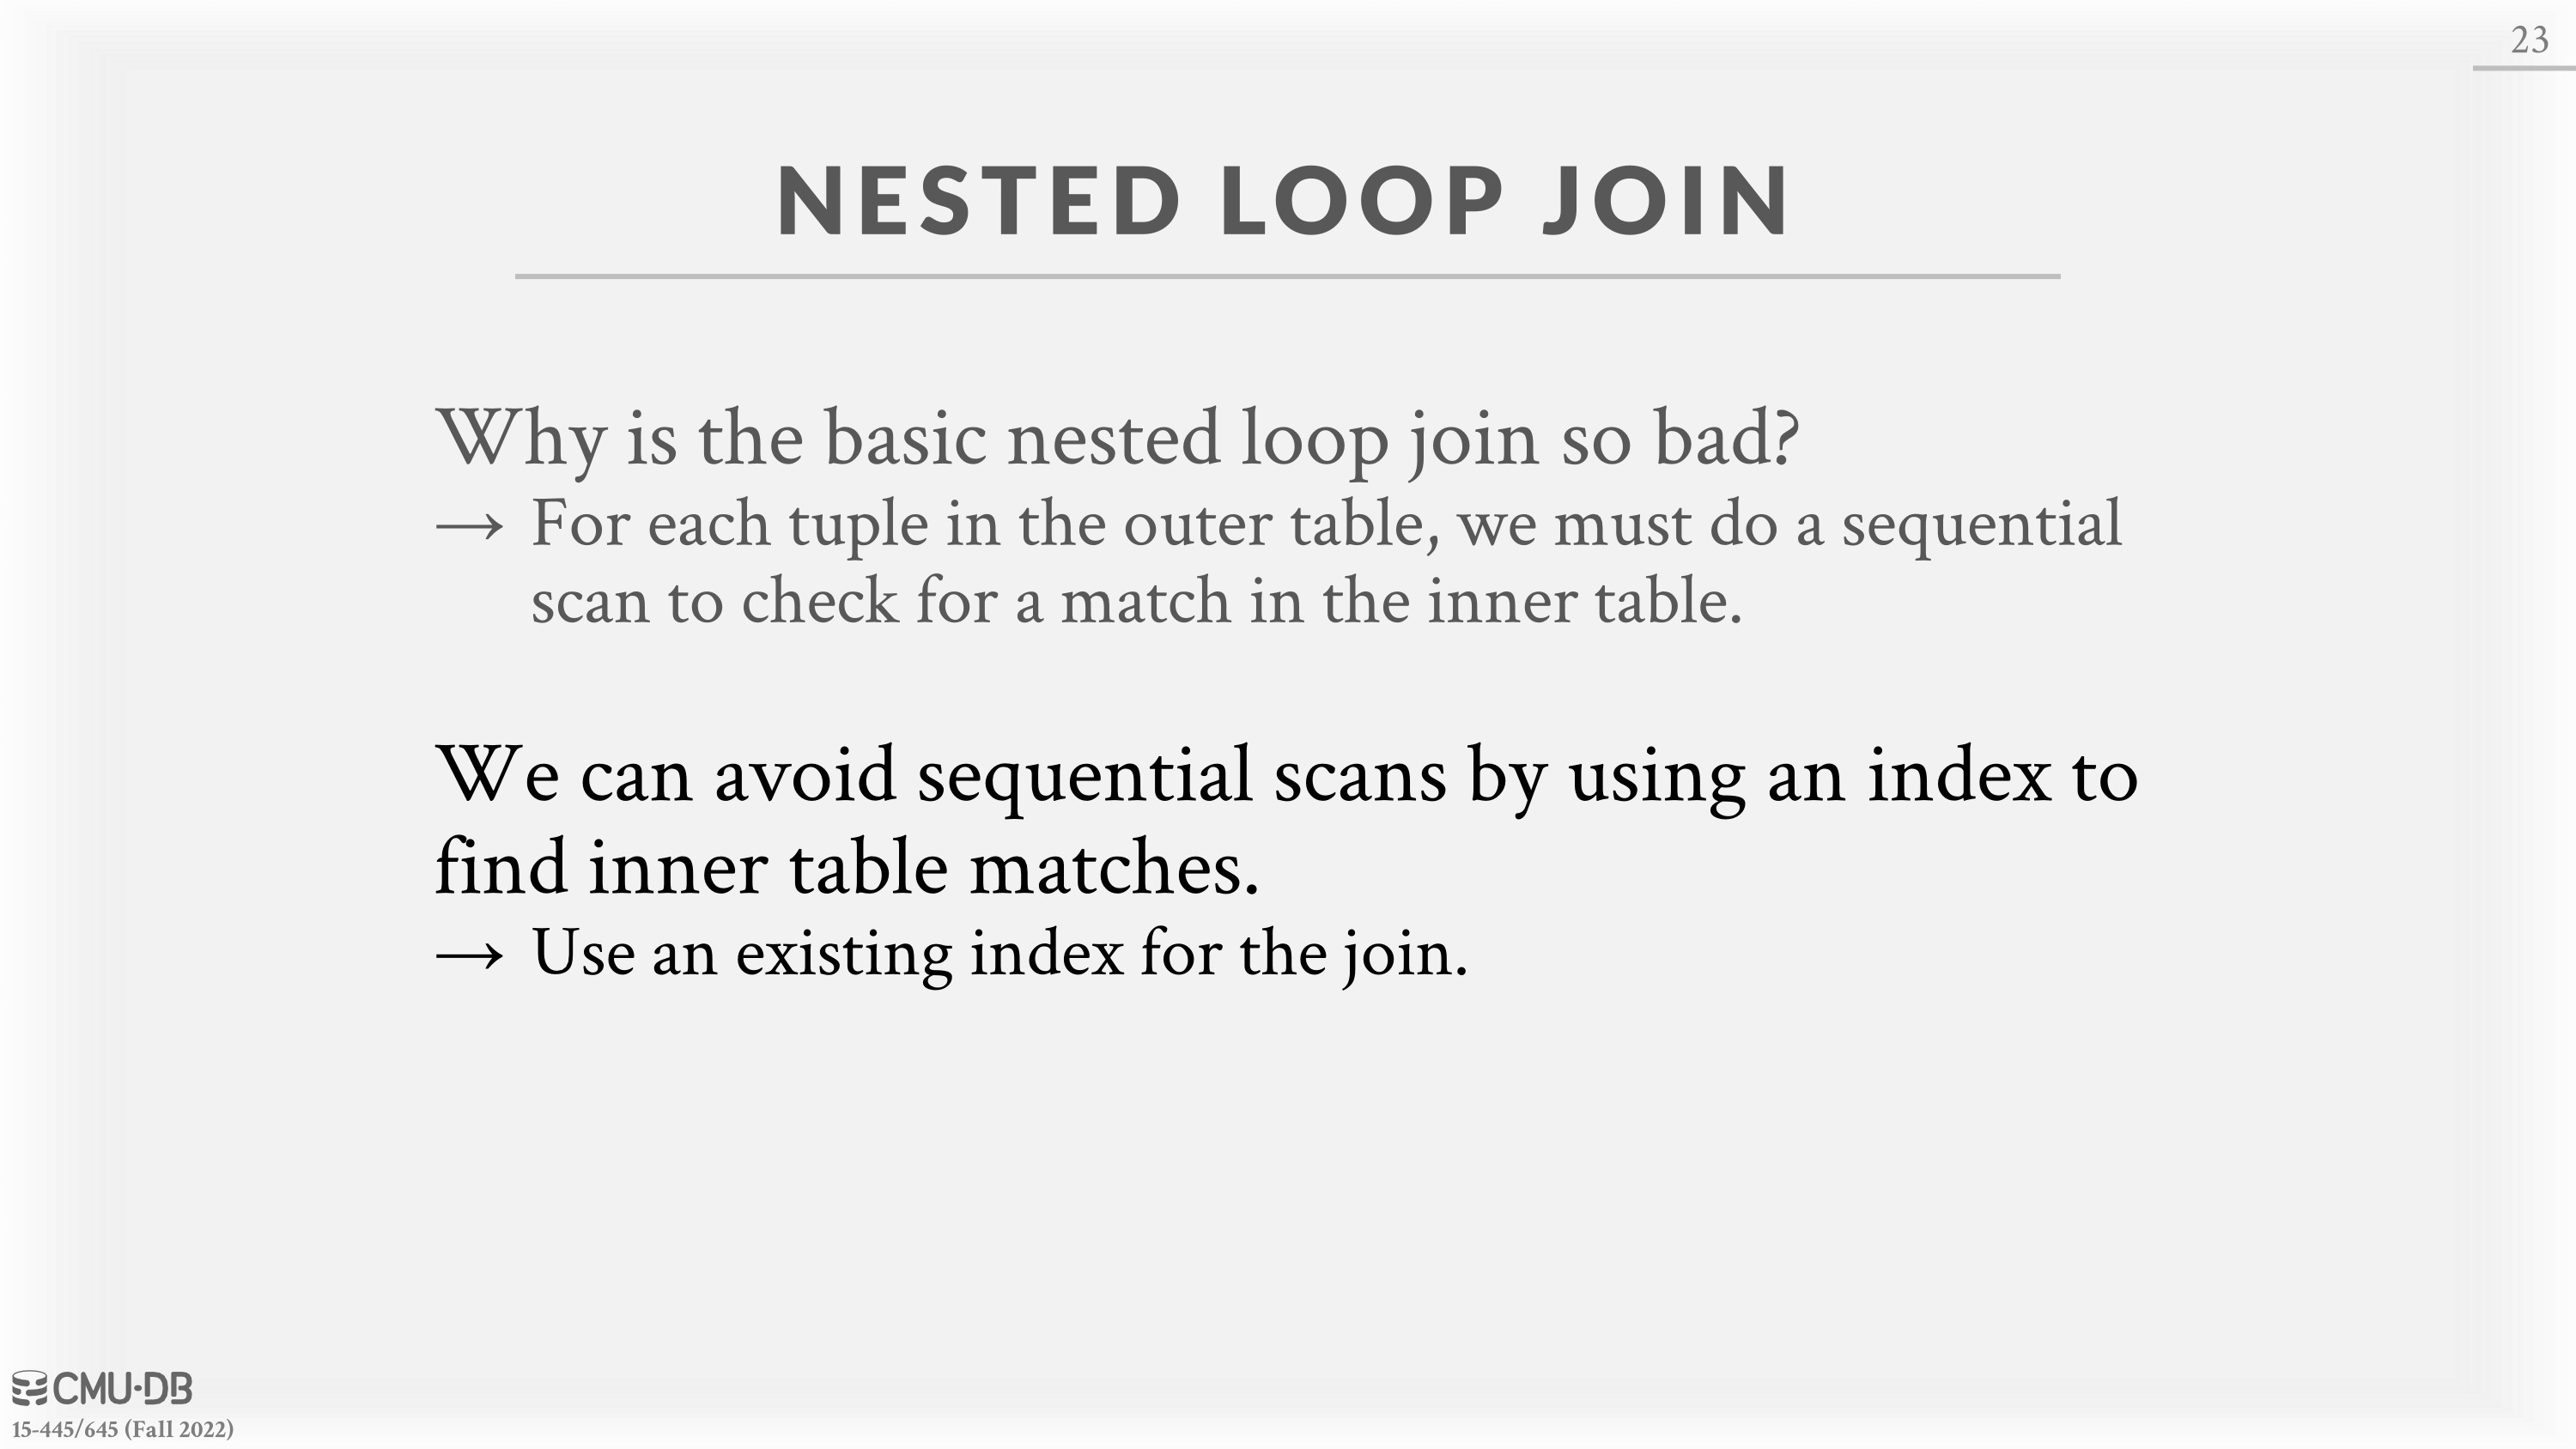 23
NESTED LOOP JOIN
Why is the basic nested loop join so bad?
→ For each tuple in the outer table, we must do a sequential
scan to check for a match in the inner table.
We can avoid sequential scans by using an index to
find inner table matches.
→ Use an existing index for the join.
CMU·DB
15-445/645 (Fall 2022)